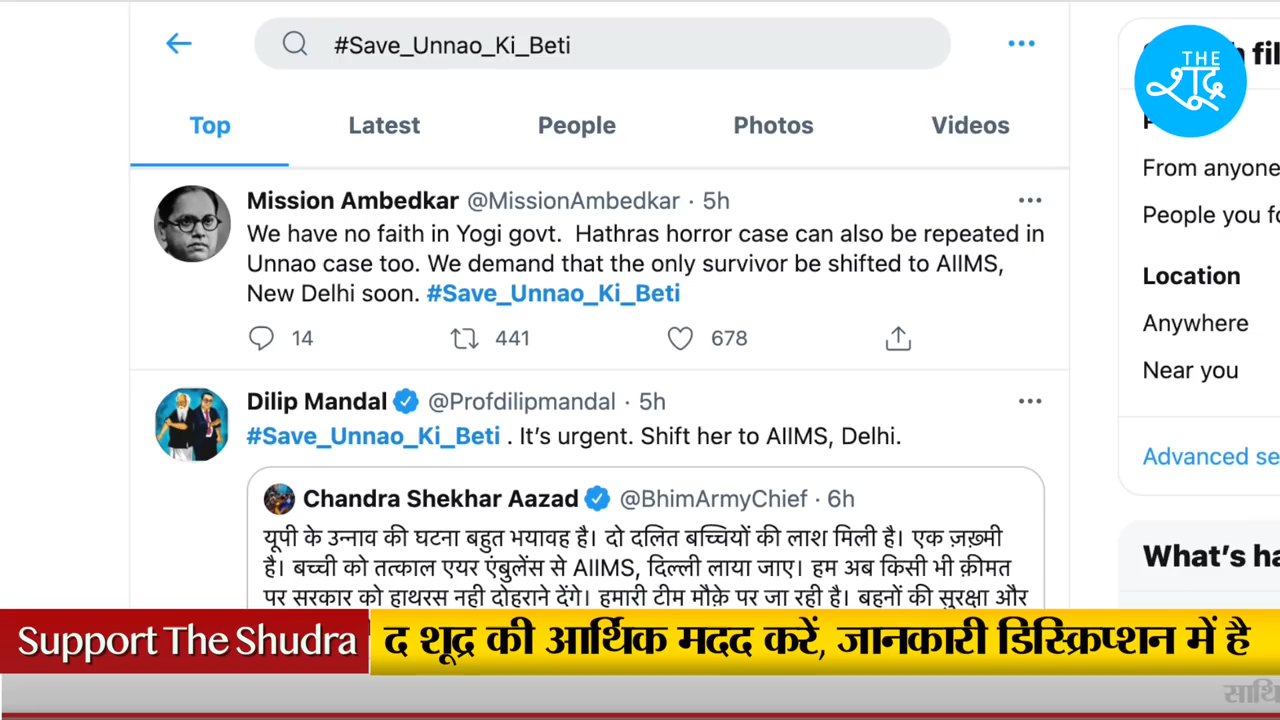 #Save_Unnao_Ki_Beti
THE
शूद्र
Top Latest People Photos Videos
Mission Ambedkar @MissionAmbedkar · 5h
We have no faith in Yogi govt. Hathras horror case can also be repeated in
Unnao case too. We demand that the only survivor be shifted to AIIMS,
New Delhi soon. #Save_Unnao_Ki_Beti
14 441 678
Dilip Mandal @Profdilipmandal · 5h
#Save_Unnao_Ki_Beti . It's urgent. Shift her to AIIMS, Delhi.
Chandra Shekhar Aazad @BhimArmyChief · 6h
यूपी के उन्नाव की घटना बहुत भयावह है। दो दलित बच्चियों की लाश मिली है। एक ज़ख़्मी
है। बच्ची को तत्काल एयर एंबुलेंस से AIIMS, दिल्ली लाया जाए। हम अब किसी भी क़ीमत
पर सरकार को हाथरस नही दोहराने देंगे। हमारी टीम मौक़े पर जा रही है। बहनों की सुरक्षा और
From anyone
People you fo
Location
Anywhere
Near you
Advanced se
What's ha
Support The Shudra
द शूद्र की आर्थिक मदद करें, जानकारी डिस्क्रिप्शन में है
साथि